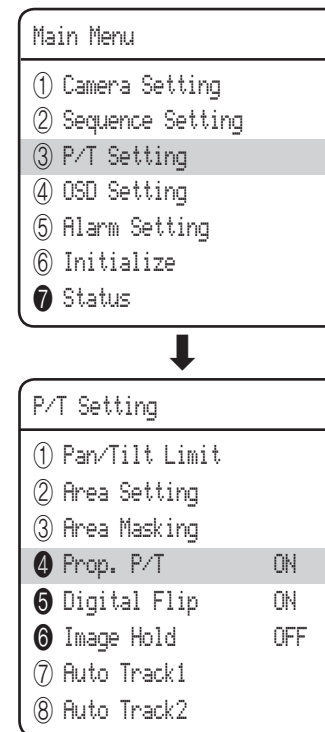 Main Menu
① Camera Setting
② Sequence Setting
③ P/T Setting
④ OSD Setting
⑤ Alarm Setting
⑥ Initialize
❼ Status
P/T Setting
① Pan/Tilt Limit
② Area Setting
③ Area Masking
❹ Prop. P/T ON
❺ Digital Flip ON
❻ Image Hold OFF
⑦ Auto Track1
⑧ Auto Track2